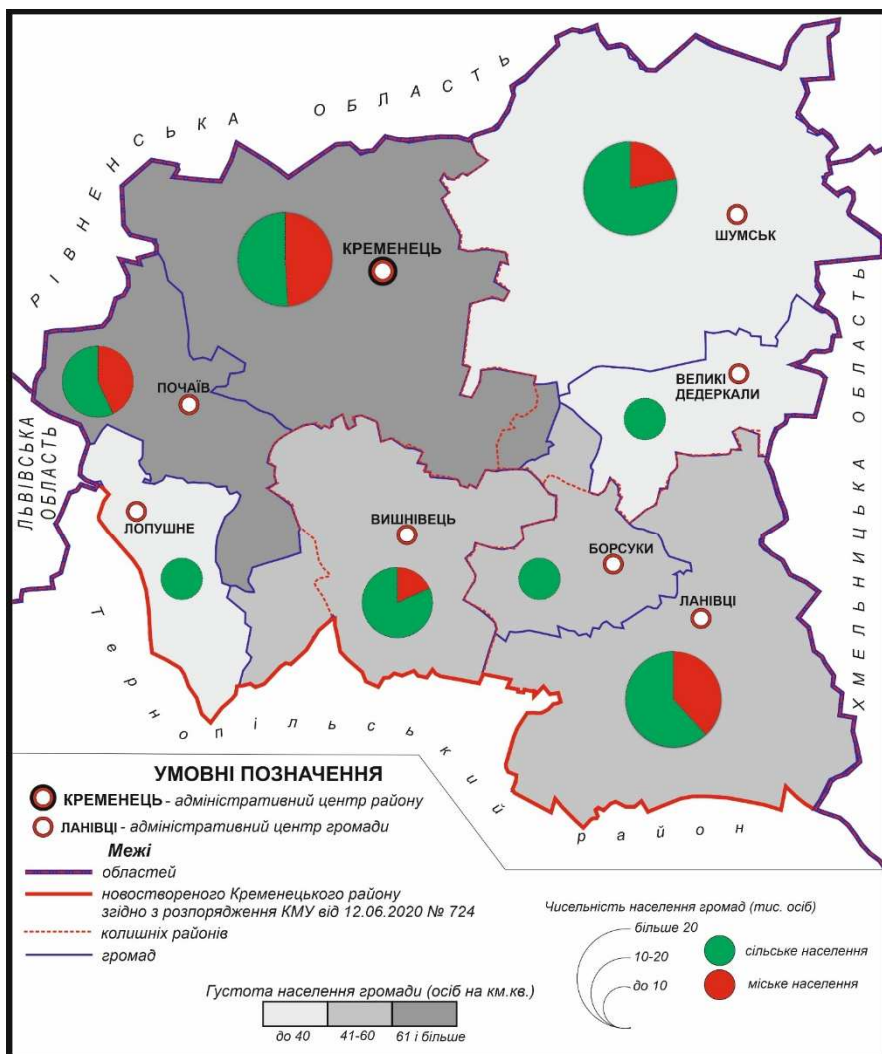 РІВНЕНСЬКА ОБЛАСТЬ
ШУМСЬК
КРЕМЕНЕЦЬ
ХМЕЛЬНИЦЬКА ОБЛАСТЬ
ВЕЛИКІ
ДЕДЕРКАЛИ
ПОЧАЇВ
ЛЬВІВСЬКА
ОБЛАСТЬ
ЛОПУШНЕ
ВИШНІВЕЦЬ
БОРСУКИ
ЛАНІВЦІ
Тернопільський район
УМОВНІ ПОЗНАЧЕННЯ
КРЕМЕНЕЦЬ - адміністративний центр району
ЛАНІВЦІ - адміністративний центр громади
Межі
областей
новоствореного Кременецького району
згідно з розпорядження КМУ від 12.06.2020 № 724
колишніх районів
громад
Густота населення громади (осіб на км.кв.)
до 40 41-60 61 і більше
Чисельність населення громад (тис. осіб)
більше 20
10-20
до 10
сільське населення
міське населення